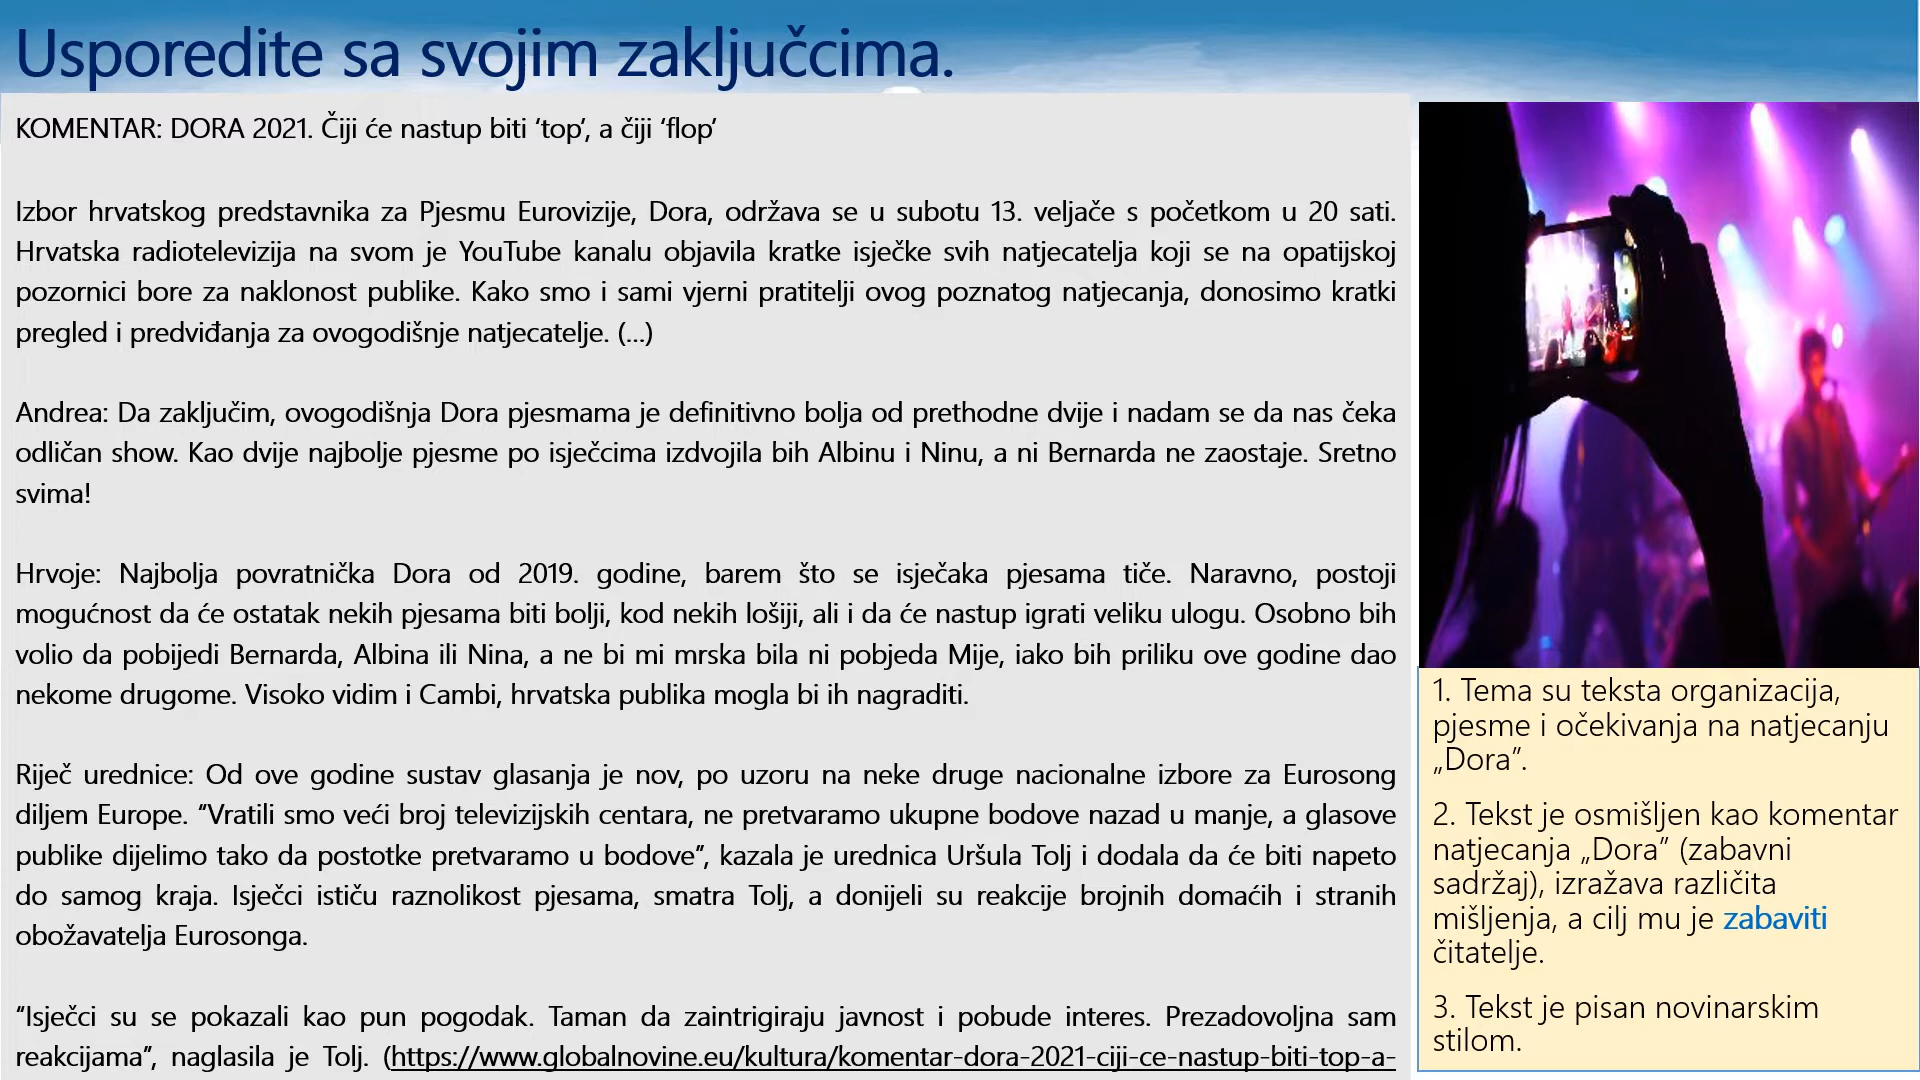 Usporedite sa svojim zaključcima.
KOMENTAR: DORA 2021. Čiji će nastup biti ‘top’, a čiji ‘flop’
Izbor hrvatskog predstavnika za Pjesmu Eurovizije, Dora, održava se u subotu 13. veljače s početkom u 20 sati.
Hrvatska radiotelevizija na svom je YouTube kanalu objavila kratke isječke svih natjecatelja koji se na opatijskoj
pozornici bore za naklonost publike. Kako smo i sami vjerni pratitelji ovog poznatog natjecanja, donosimo kratki
pregled i predviđanja za ovogodišnje natjecatelje. (...)
Andrea: Da zaključim, ovogodišnja Dora pjesmama je definitivno bolja od prethodne dvije i nadam se da nas čeka
odličan show. Kao dvije najbolje pjesme po isječcima izdvojila bih Albinu i Ninu, a ni Bernarda ne zaostaje. Sretno
svima!
Hrvoje: Najbolja povratnička Dora od 2019. godine, barem što se isječaka pjesama tiče. Naravno, postoji
mogućnost da će ostatak nekih pjesama biti bolji, kod nekih lošiji, ali i da će nastup igrati veliku ulogu. Osobno bih
volio da pobijedi Bernarda, Albina ili Nina, a ne bi mi mrska bila ni pobjeda Mije, iako bih priliku ove godine dao
nekome drugome. Visoko vidim i Cambi, hrvatska publika mogla bi ih nagraditi.
Riječ urednice: Od ove godine sustav glasanja je nov, po uzoru na neke druge nacionalne izbore za Eurosong
diljem Europe. “Vratili smo veći broj televizijskih centara, ne pretvaramo ukupne bodove nazad u manje, a glasove
publike dijelimo tako da postotke pretvaramo u bodove”, kazala je urednica Uršula Tolj i dodala da će biti napeto
do samog kraja. Isječci ističu raznolikost pjesama, smatra Tolj, a donijeli su reakcije brojnih domaćih i stranih
obožavatelja Eurosonga.
“Isječci su se pokazali kao pun pogodak. Taman da zaintrigiraju javnost i pobude interes. Prezadovoljna sam
reakcijama”, naglasila je Tolj. (https://www.globalnovine.eu/kultura/komentar-dora-2021-ciji-ce-nastup-biti-top-a-
1. Tema su teksta organizacija,
pjesme i očekivanja na natjecanju
„Dora”.
2. Tekst je osmišljen kao komentar
natjecanja „Dora” (zabavni
sadržaj), izražava različita
mišljenja, a cilj mu je zabaviti
čitatelje.
3. Tekst je pisan novinarskim
stilom.